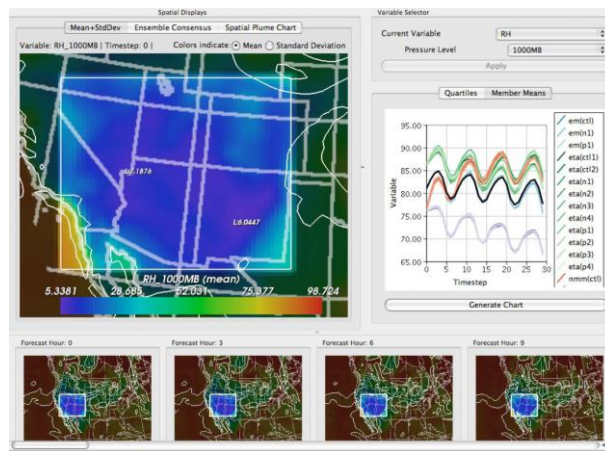 Spatial Displays
Mean+StdDev Ensemble Consensus Spatial Plume Chart
Variable: RH_1000MB | Timestep: 0 | Colors indicate: Mean Standard Deviation
L:6.0447
RH_1000MB (mean)
5.3381 28.685 52.031 75.377 98.724
Variable Selector
Current Variable RH
Pressure Level 1000MB
Apply
Quartiles Member Means
95.00
90.00
85.00
80.00
75.00
70.00
65.00
Variable
0 5 10 15 20 25 30
Timestep
em(ctl)
em(n1)
em(p1)
eta(ctl1)
eta(ctl2)
eta(n1)
eta(n2)
eta(n3)
eta(n4)
eta(p1)
eta(p2)
eta(p3)
eta(p4)
nmm(ctl)
Generate Chart
Forecast Hour: 0 Forecast Hour: 3 Forecast Hour: 6 Forecast Hour: 9